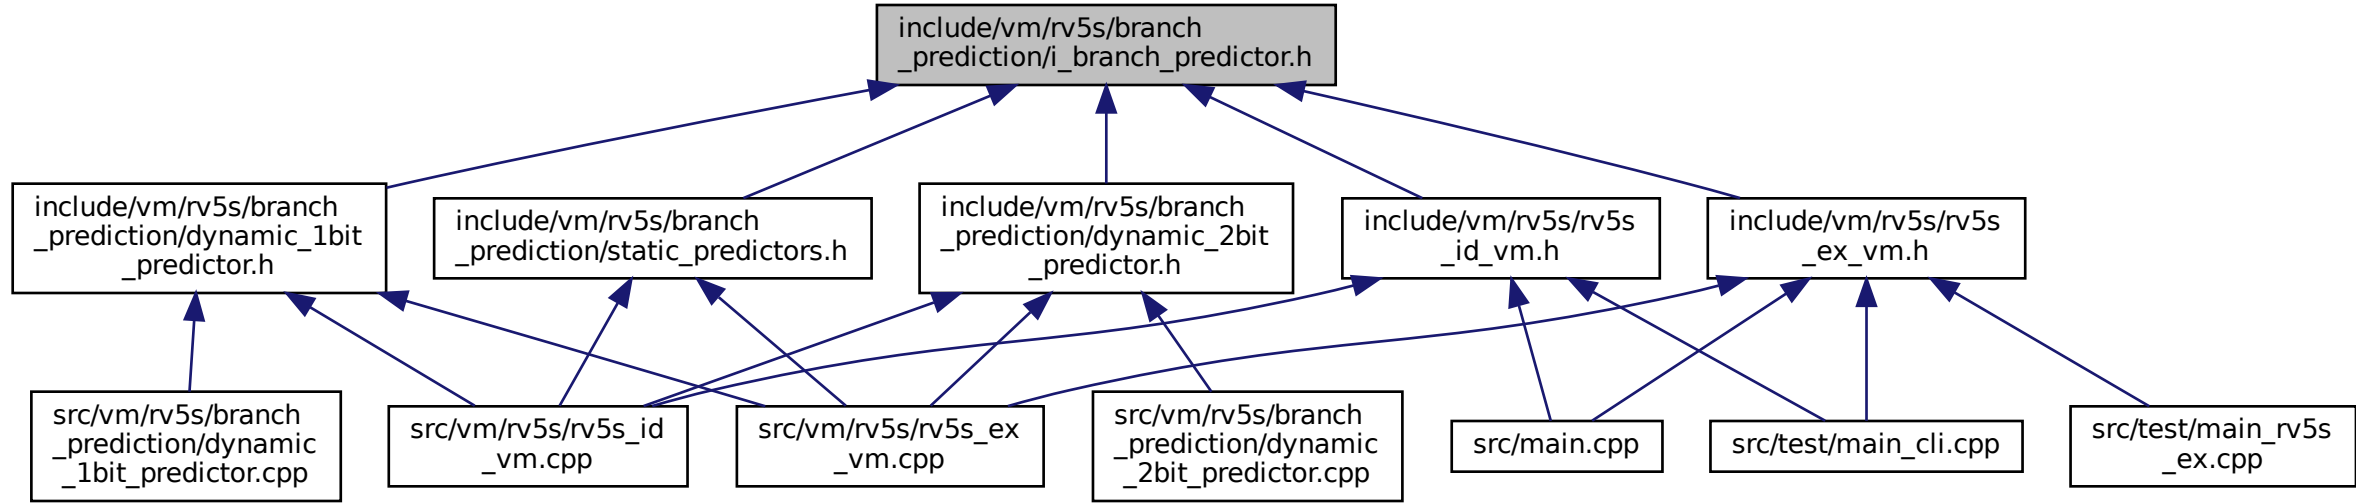 include/vm/rv5s/branch
_prediction/i_branch_predictor.h
include/vm/rv5s/branch
_prediction/dynamic_1bit
_predictor.h
include/vm/rv5s/branch
_prediction/static_predictors.h
include/vm/rv5s/branch
_prediction/dynamic_2bit
_predictor.h
include/vm/rv5s/rv5s
_id_vm.h
include/vm/rv5s/rv5s
_ex_vm.h
src/vm/rv5s/branch
_prediction/dynamic
_1bit_predictor.cpp
src/vm/rv5s/rv5s_id
_vm.cpp
src/vm/rv5s/rv5s_ex
_vm.cpp
src/vm/rv5s/branch
_prediction/dynamic
_2bit_predictor.cpp
src/main.cpp
src/test/main_cli.cpp
src/test/main_rv5s
_ex.cpp